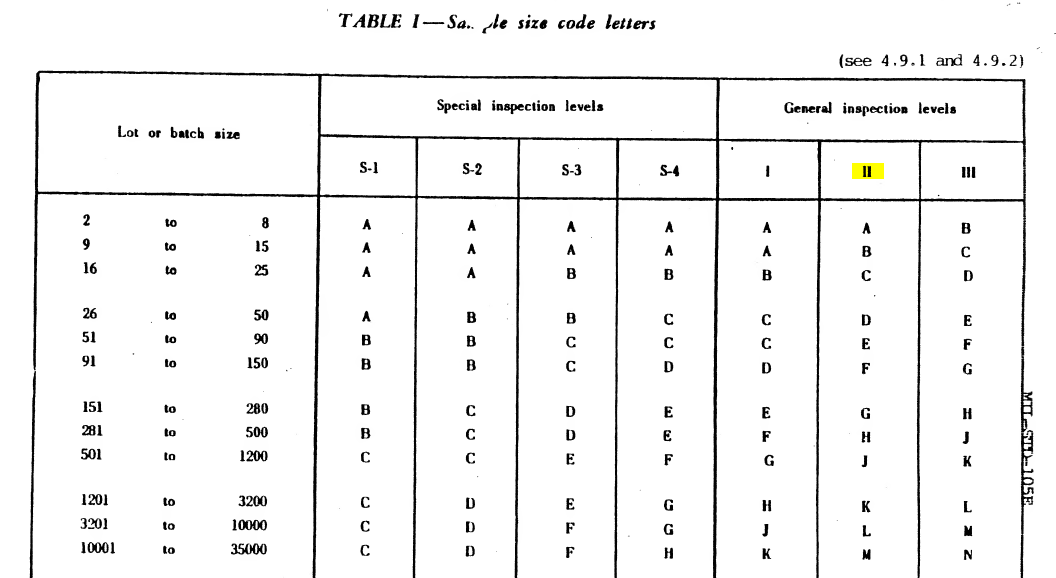 TABLE I—Sa le size code letters
(see 4.9.1 and 4.9.2)
Lot or batch size Special inspection levels General inspection levels
S-1 S-2 S-3 S-4 I II III
2 to 8 A A A A A A B
9 to 15 A A A A A B C
16 to 25 A A B B B C D
26 to 50 A B B C C D E
51 to 90 B B C C C E F
91 to 150 B B C D D F G
151 to 280 B C D E E G H
281 to 500 B C D E F H J
501 to 1200 C C E F G J K
1201 to 3200 C D E G H K L
3201 to 10000 C D F G J L M
10001 to 35000 C D F H K M N
MIL-STD-105E